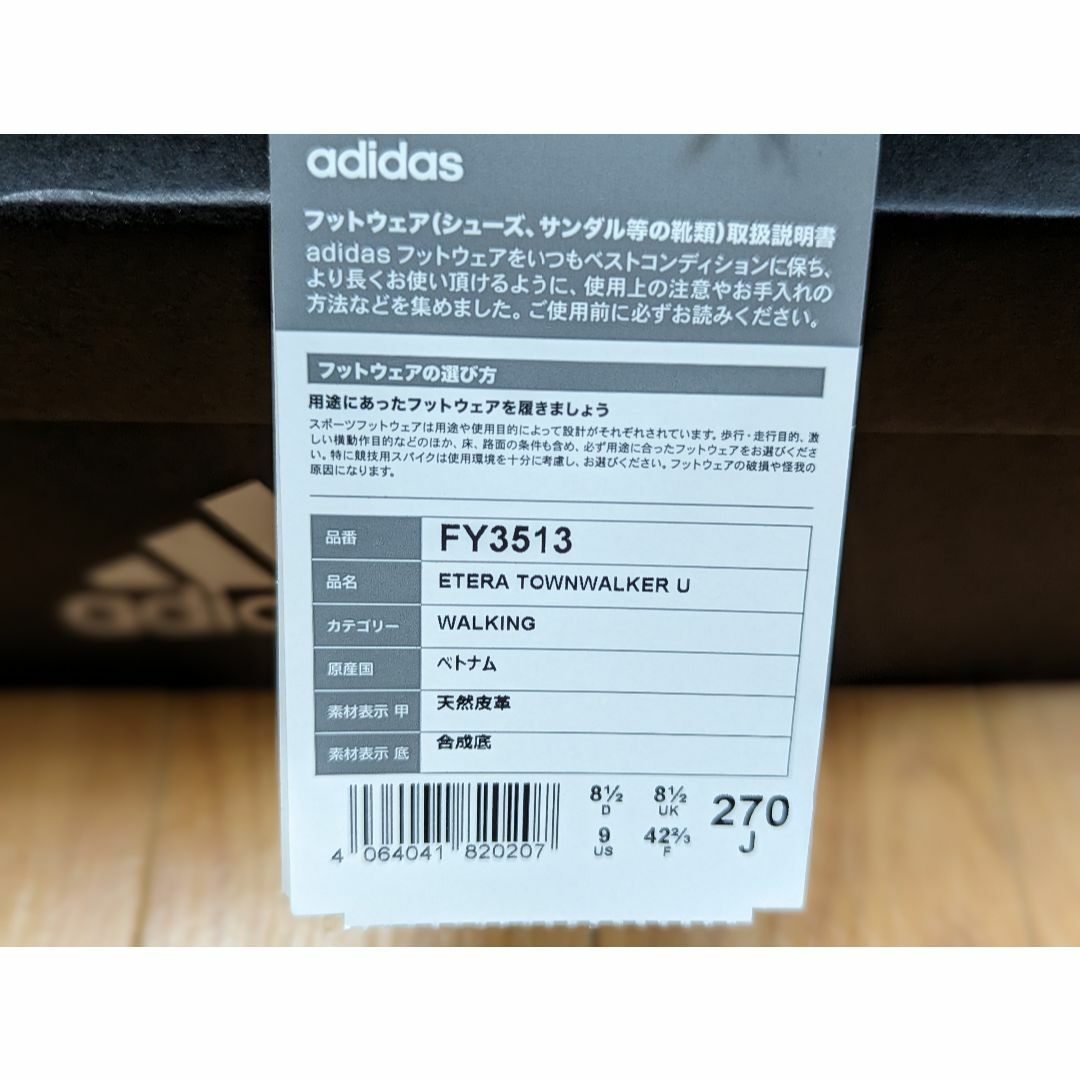 adidas
フットウェア(シューズ、サンダル等の靴類)取扱説明書
adidas フットウェアをいつもベストコンディションに保ち、
より長くお使い頂けるように、使用上の注意やお手入れの
方法などを集めました。ご使用前に必ずお読みください。
フットウェアの選び方
用途にあったフットウェアを履きましょう
スポーツフットウェアは用途や使用目的によって設計がそれぞれされています。歩行・走行目的、激
しい横動作目的などのほか、床、路面の条件も含め、必ず用途に合ったフットウェアをお選びくださ
い。特に競技用スパイクは使用環境を十分に考慮し、お選びください。フットウェアの破損や怪我の
原因になります。
品番 FY3513
品名 ETERA TOWNWALKER U
カテゴリー WALKING
原産国 ベトナム
素材表示 甲 天然皮革
素材表示 底 合成底
8½ 8½ 270
D UK J
9 42⅔
US F
4 064041 820207
adidas